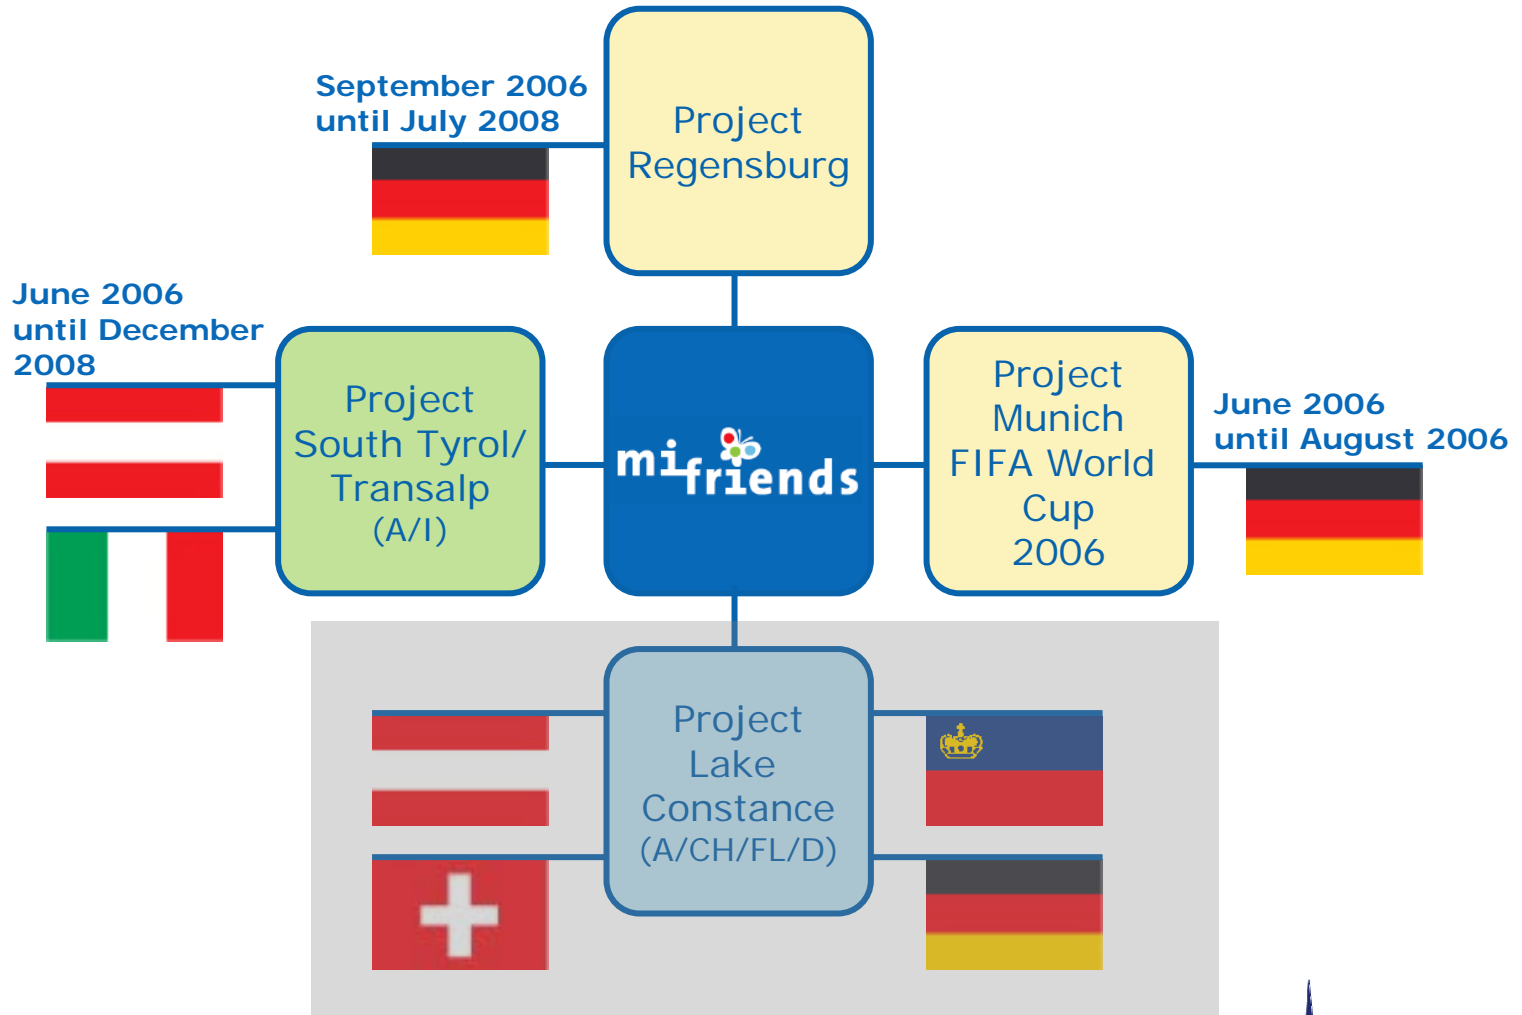 September 2006
until July 2008
Project
Regensburg
June 2006
until December
2008
Project
South Tyrol/
Transalp
(A/I)
mifriends
Project
Munich
FIFA World
Cup
2006
June 2006
until August 2006
Project
Lake
Constance
(A/CH/FL/D)